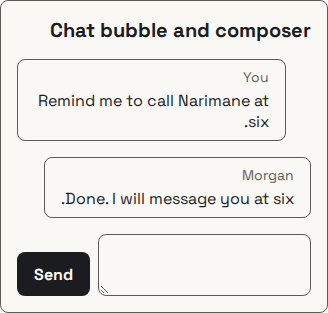 Chat bubble and composer
You
Remind me to call Narimane at
.six
Morgan
.Done. I will message you at six
Send